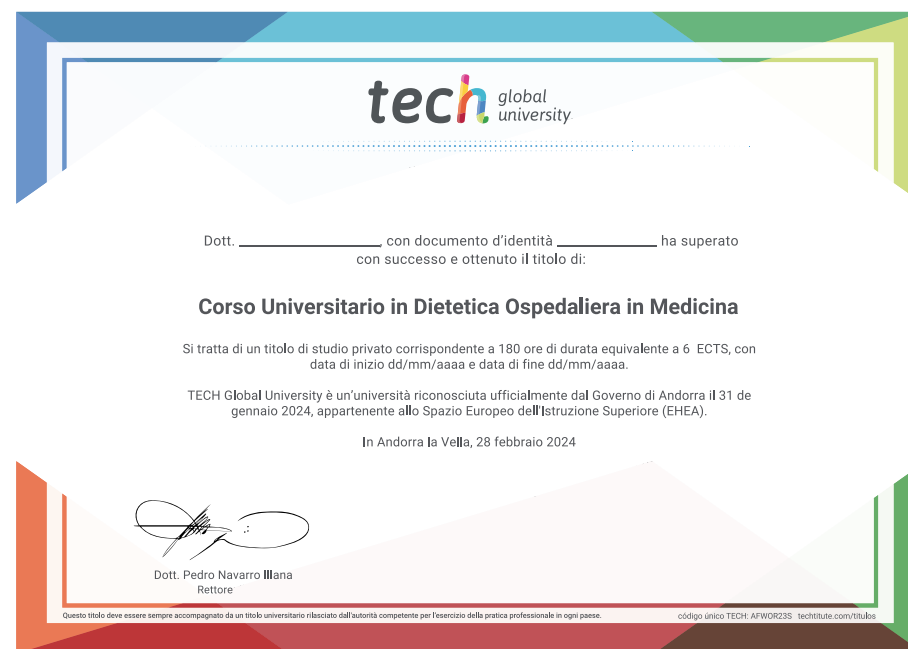 tech global
university
Dott. ____________, con documento d'identità ____________ ha superato
con successo e ottenuto il titolo di:
Corso Universitario in Dietetica Ospedaliera in Medicina
Si tratta di un titolo di studio privato corrispondente a 180 ore di durata equivalente a 6 ECTS, con
data di inizio dd/mm/aaaa e data di fine dd/mm/aaaa.
TECH Global University è un'università riconosciuta ufficialmente dal Governo di Andorra il 31 de
gennaio 2024, appartenente allo Spazio Europeo dell'Istruzione Superiore (EHEA).
In Andorra la Vella, 28 febbraio 2024
Dott. Pedro Navarro Illana
Rettore
Questo titolo deve essere sempre accompagnato da un titolo universitario rilasciato dall'autorità competente per l'esercizio della pratica professionale in ogni paese.
código único TECH: AFWOR23S techtitute.com/titulos